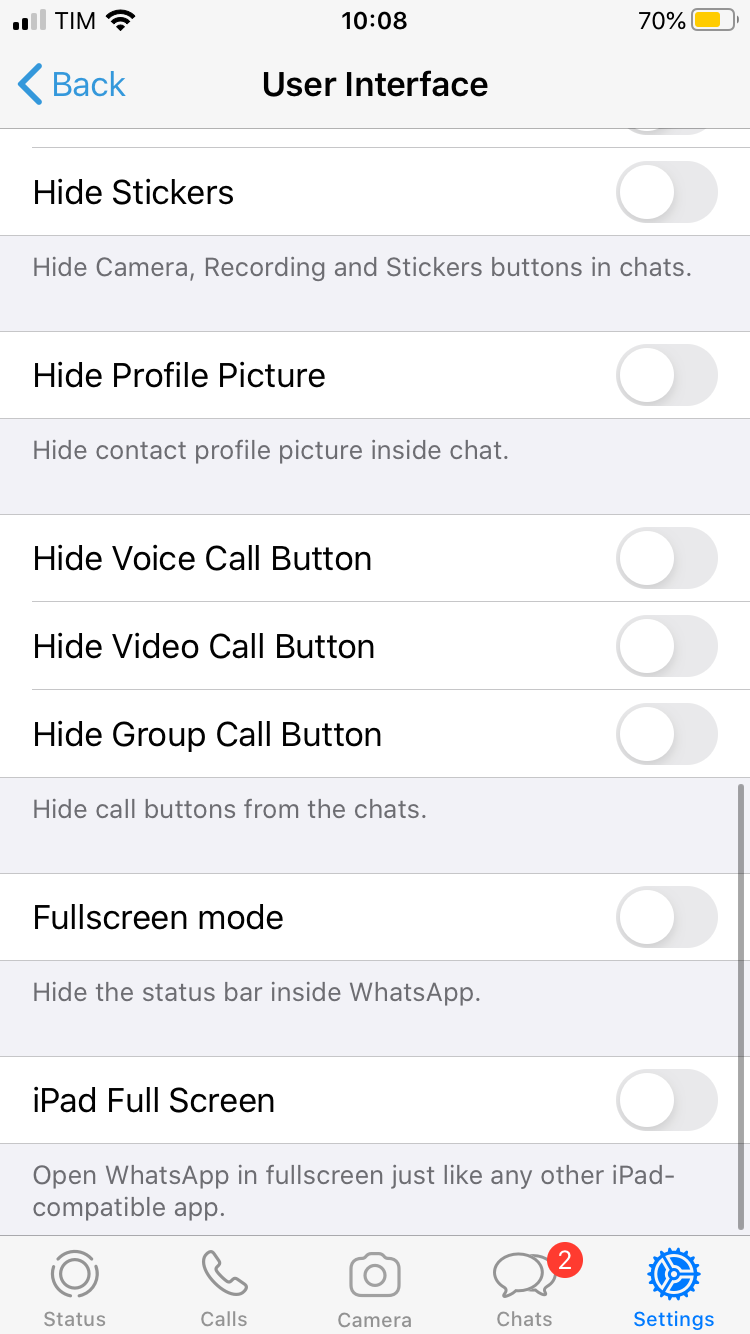 TIM 10:08 70%
Back User Interface
Hide Stickers
Hide Camera, Recording and Stickers buttons in chats.
Hide Profile Picture
Hide contact profile picture inside chat.
Hide Voice Call Button
Hide Video Call Button
Hide Group Call Button
Hide call buttons from the chats.
Fullscreen mode
Hide the status bar inside WhatsApp.
iPad Full Screen
Open WhatsApp in fullscreen just like any other iPad-
compatible app.
2
Status Calls Camera Chats Settings